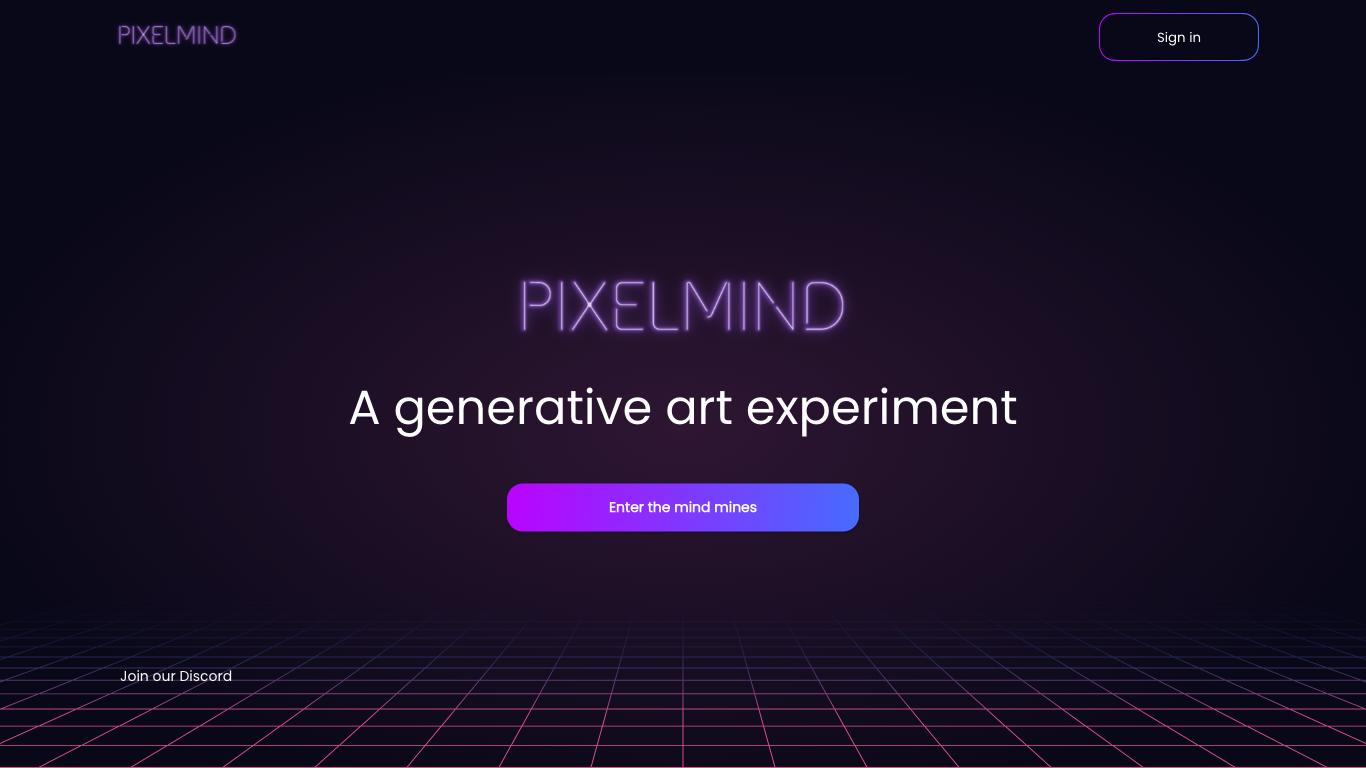 PIXELMIND
Sign in
PIXELMIND
A generative art experiment
Enter the mind mines
Join our Discord